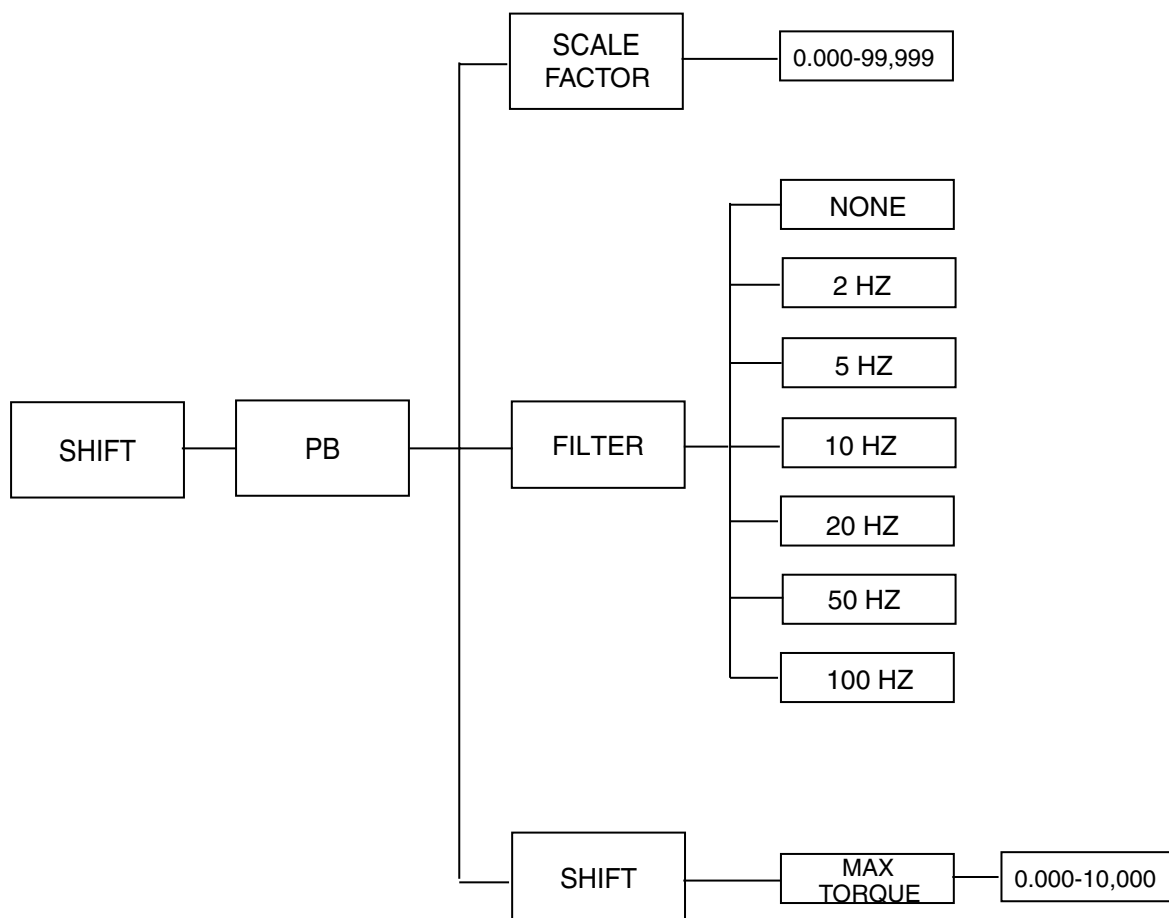 SCALE
FACTOR
0.000-99,999
NONE
2 HZ
5 HZ
SHIFT
PB
FILTER
10 HZ
20 HZ
50 HZ
100 HZ
SHIFT
MAX
TORQUE
0.000-10,000